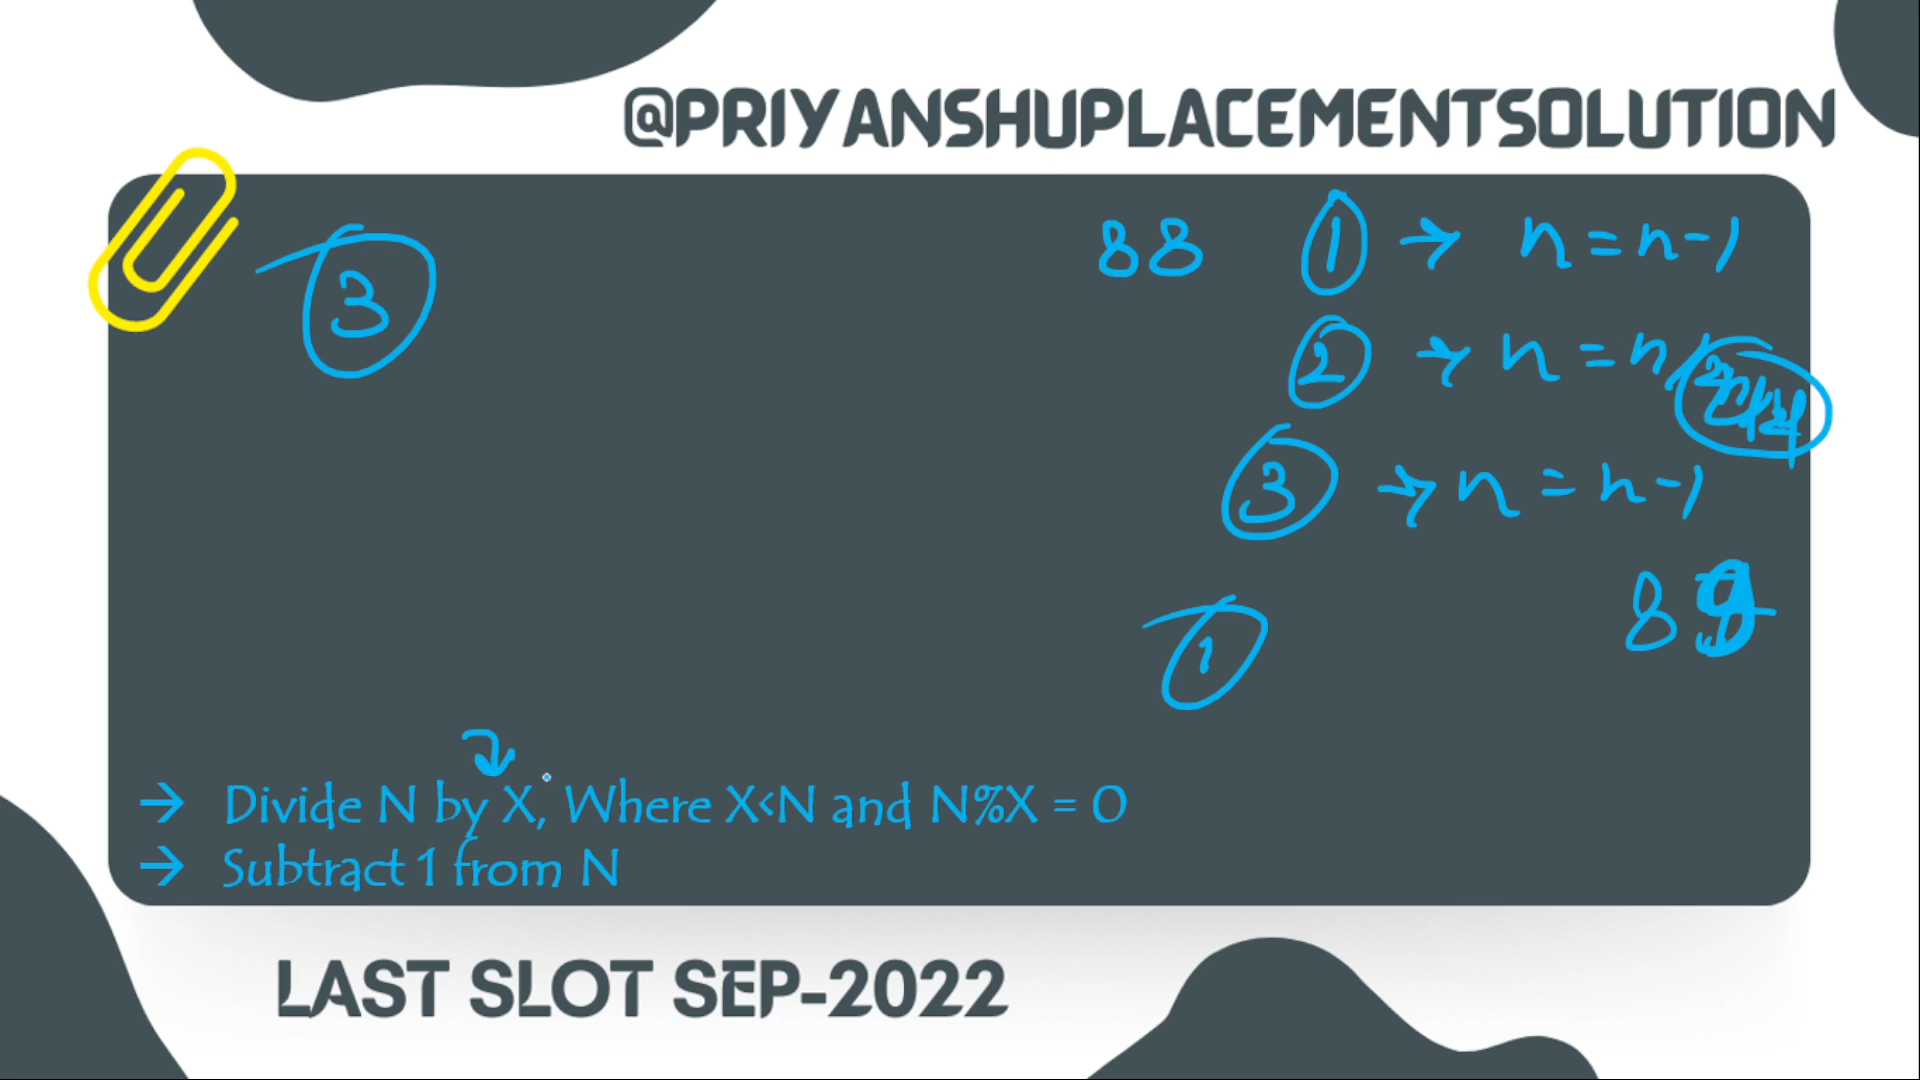 @PRIYANSHUPLACEMENTSOLUTION
3
88 1 → n=n-1
2 → n=n/
3 → n=n-1
8
1
→ Divide N by X, Where X<N and N%X = 0
→ Subtract 1 from N
LAST SLOT SEP-2022